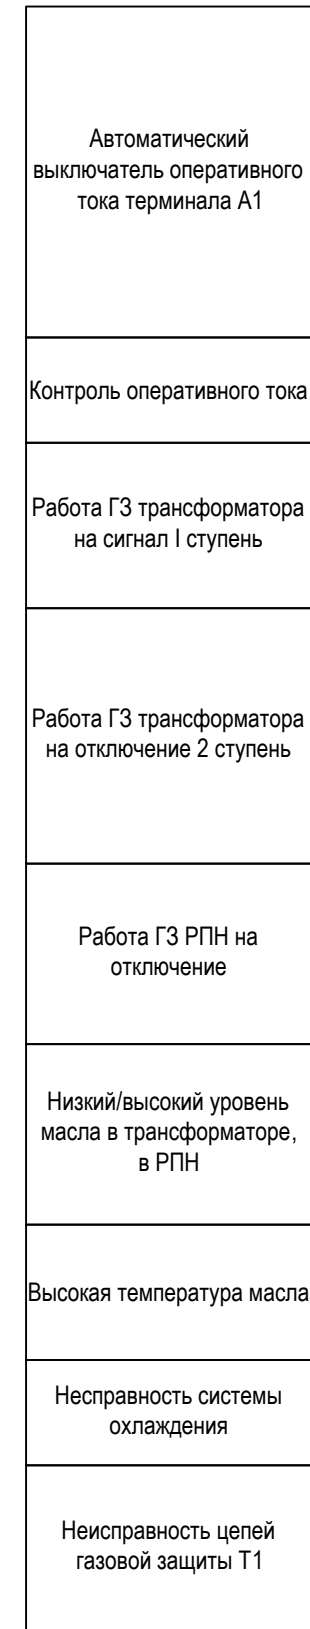 Автоматический
выключатель оперативного
тока терминала А1
Контроль оперативного тока
Работа ГЗ трансформатора
на сигнал I ступень
Работа ГЗ трансформатора
на отключение 2 ступень
Работа ГЗ РПН на
отключение
Низкий/высокий уровень
масла в трансформаторе,
в РПН
Высокая температура масла
Несправность системы
охлаждения
Неисправность цепей
газовой защиты Т1